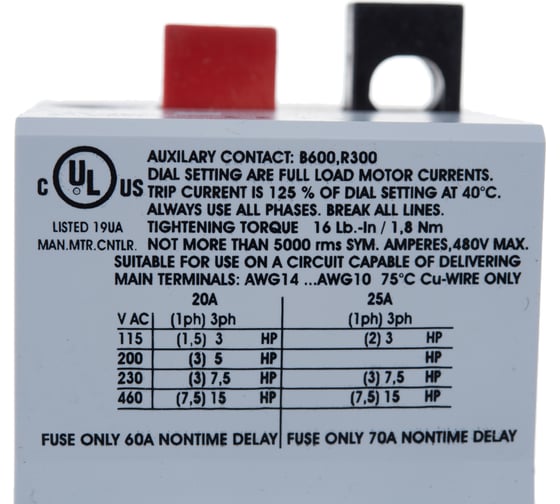 AUXILARY CONTACT: B600,R300
DIAL SETTING ARE FULL LOAD MOTOR CURRENTS.
C UL US TRIP CURRENT IS 125 % OF DIAL SETTING AT 40°C.
ALWAYS USE ALL PHASES. BREAK ALL LINES.
LISTED 19UA TIGHTENING TORQUE 16 Lb.-In / 1,8 Nm
MAN.MTR.CNTLR. NOT MORE THAN 5000 rms SYM. AMPERES,480V MAX.
SUITABLE FOR USE ON A CIRCUIT CAPABLE OF DELIVERING
MAIN TERMINALS: AWG14 ...AWG10 75°C Cu-WIRE ONLY
20A 25A
V AC (1ph) 3ph (1ph) 3ph
115 (1,5) 3 HP (2) 3 HP
200 (3) 5 HP HP
230 (3) 7,5 HP (3) 7,5 HP
460 (7,5) 15 HP (7,5) 15 HP
FUSE ONLY 60A NONTIME DELAY FUSE ONLY 70A NONTIME DELAY